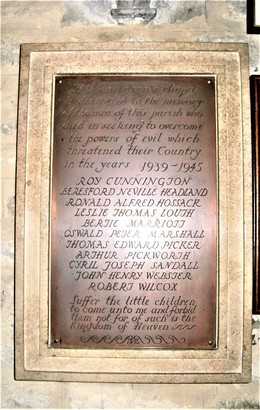 chapel
is dedicated to the memory
of the men of this parish who
died in seeking to overcome
the powers of evil which
threatened their Country
in the years 1939-1945
ROY CUNNINGTON
BERESFORD NEVILLE HEADLAND
RONALD ALFRED HOSSACK
LESLIE THOMAS LOUTH
BERTIE MARRIOTT
OSWALD PETER MARSHALL
THOMAS EDWARD PICKER
ARTHUR PICKWORTH
CYRIL JOSEPH SANDALL
JOHN HENRY WEBSTER
ROBERT WILCOX
Suffer the little children
to come unto me and forbid
them not for of such is the
Kingdom of Heaven